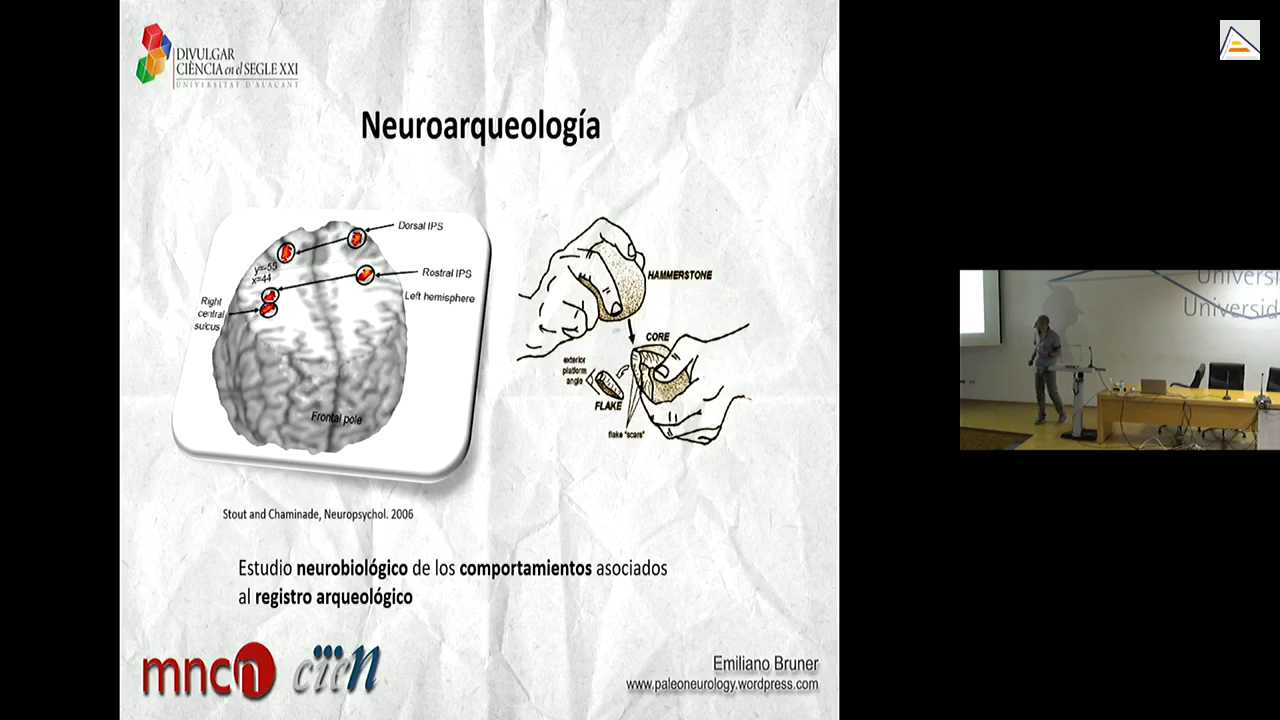 DIVULGAR
CIÈNCIA en el SEGLE XXI
UNIVERSITAT D'ALACANT
Neuroarqueología
Dorsal IPS
y=-55
x=44
Rostral IPS
Left hemisphere
Right
central
sulcus
Frontal pole
HAMMERSTONE
CORE
exterior
platform
angle
FLAKE
flake "scars"
Stout and Chaminade, Neuropsychol. 2006
Estudio neurobiológico de los comportamientos asociados
al registro arqueológico
mncn
cien
Emiliano Bruner
www.paleoneurology.wordpress.com
Universi
Universid